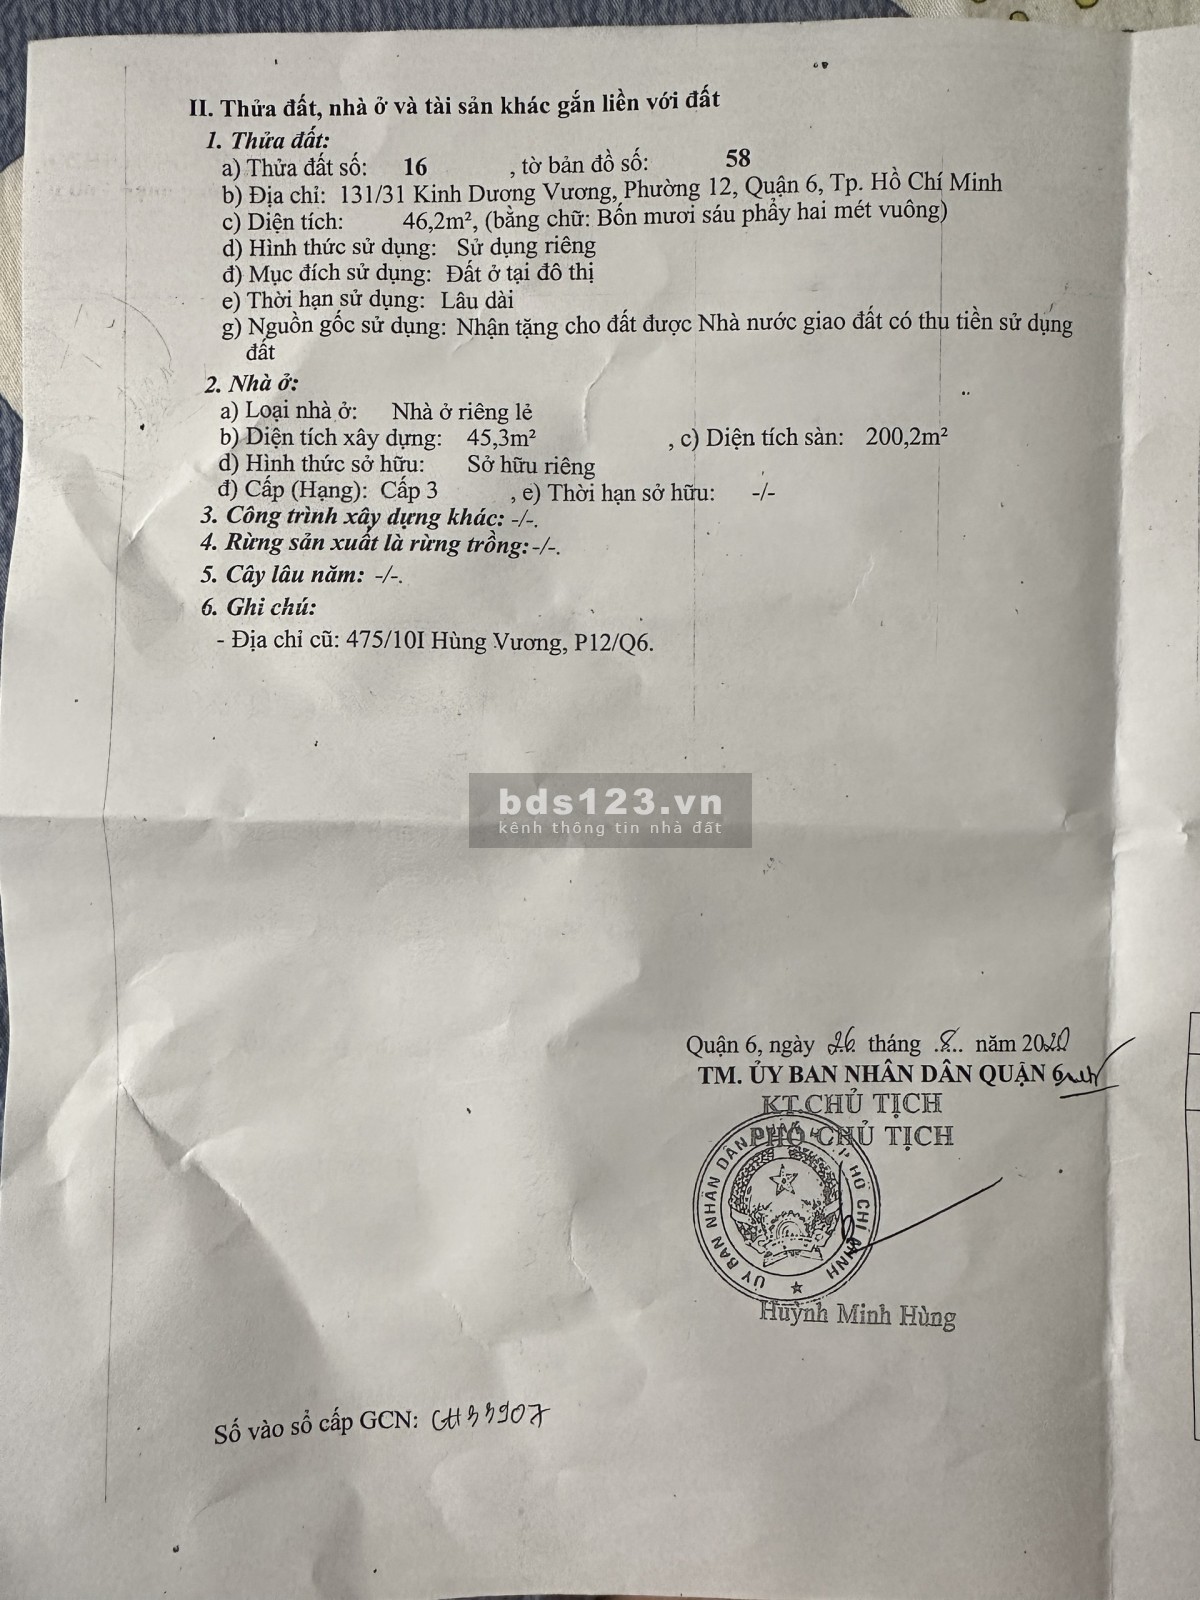 II. Thửa đất, nhà ở và tài sản khác gắn liền với đất
1. Thửa đất:
a) Thửa đất số: 16 , tờ bản đồ số: 58
b) Địa chỉ: 131/31 Kinh Dương Vương, Phường 12, Quận 6, Tp. Hồ Chí Minh
c) Diện tích: 46,2m², (bằng chữ: Bốn mươi sáu phẩy hai mét vuông)
d) Hình thức sử dụng: Sử dụng riêng
đ) Mục đích sử dụng: Đất ở tại đô thị
e) Thời hạn sử dụng: Lâu dài
g) Nguồn gốc sử dụng: Nhận tặng cho đất được Nhà nước giao đất có thu tiền sử dụng
đất
2. Nhà ở:
a) Loại nhà ở: Nhà ở riêng lẻ
b) Diện tích xây dựng: 45,3m² , c) Diện tích sàn: 200,2m²
d) Hình thức sở hữu: Sở hữu riêng
đ) Cấp (Hạng): Cấp 3 , e) Thời hạn sở hữu: -/-
3. Công trình xây dựng khác: -/-.
4. Rừng sản xuất là rừng trồng: -/-.
5. Cây lâu năm: -/-.
6. Ghi chú:
- Địa chỉ cũ: 475/10I Hùng Vương, P12/Q6.
bds123.vn
kênh thông tin nhà đất
Quận 6, ngày 26 tháng .8.. năm 2020
TM. ỦY BAN NHÂN DÂN QUẬN 6
KT.CHỦ TỊCH
PHÓ CHỦ TỊCH
ỦY BAN NHÂN DÂN HỒ CHÍ MINH
Huỳnh Minh Hùng
Số vào sổ cấp GCN: CH33907